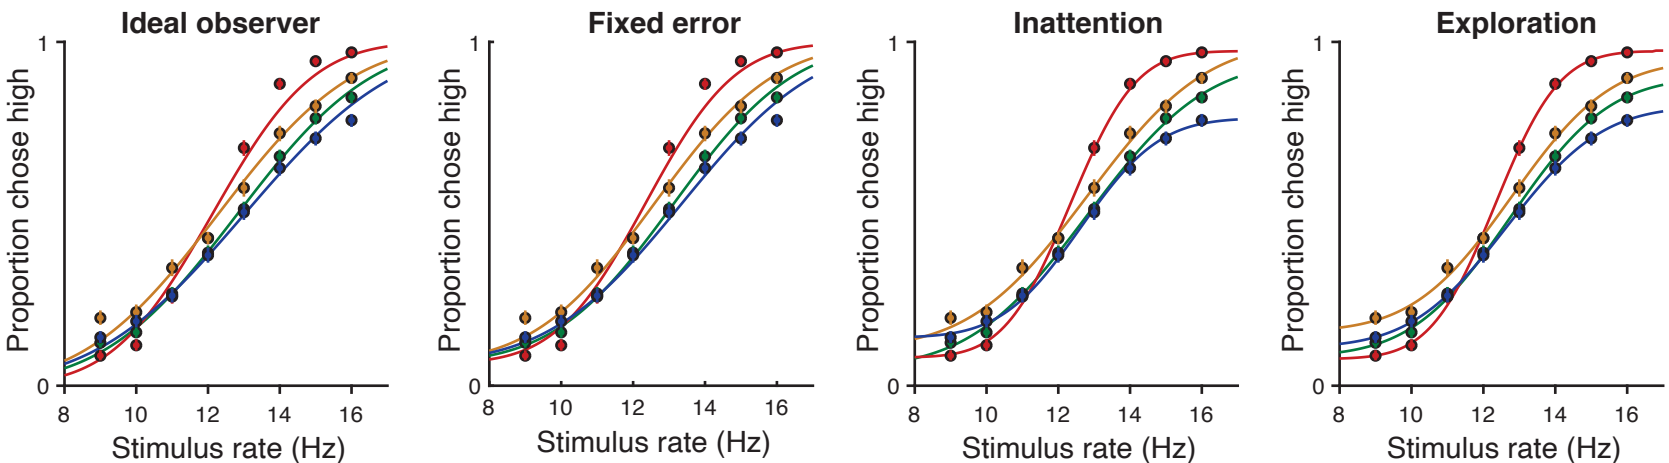 Ideal observer
Proportion chose high
1
0
8 10 12 14 16
Stimulus rate (Hz)
Fixed error
Proportion chose high
1
0
8 10 12 14 16
Stimulus rate (Hz)
Inattention
Proportion chose high
1
0
8 10 12 14 16
Stimulus rate (Hz)
Exploration
Proportion chose high
1
0
8 10 12 14 16
Stimulus rate (Hz)